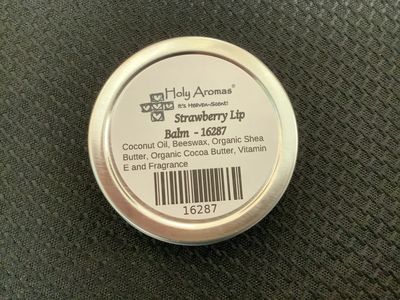 Holy Aromas®
It's Heaven-Scent!
Strawberry Lip
Balm - 16287
Coconut Oil, Beeswax, Organic Shea
Butter, Organic Cocoa Butter, Vitamin
E and Fragrance
16287